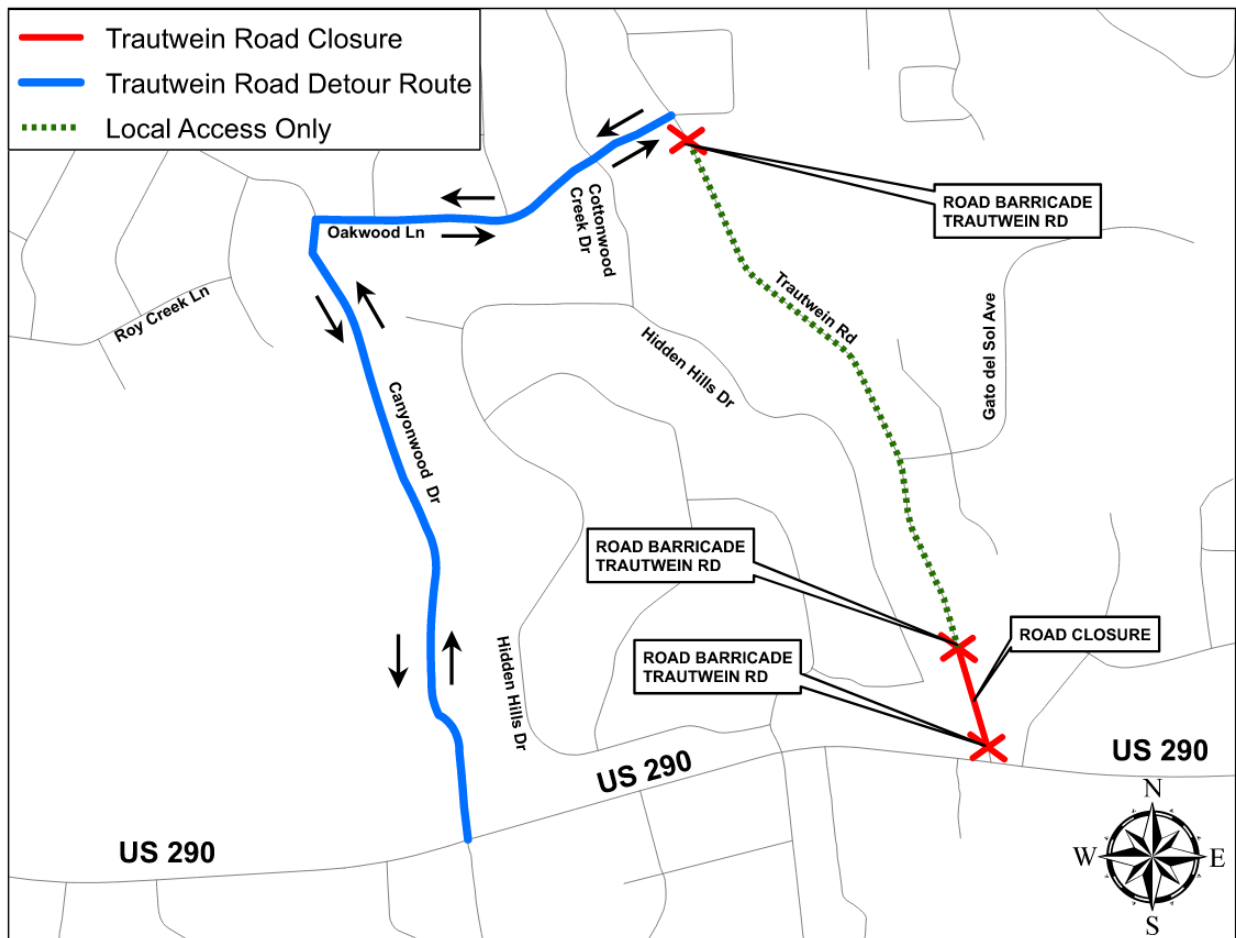 Trautwein Road Closure
Trautwein Road Detour Route
Local Access Only
ROAD BARRICADE
TRAUTWEIN RD
Cottonwood
Creek Dr
Oakwood Ln
Roy Creek Ln
Trautwein Rd
Gato del Sol Ave
Hidden Hills Dr
Canyonwood Dr
ROAD BARRICADE
TRAUTWEIN RD
ROAD CLOSURE
ROAD BARRICADE
TRAUTWEIN RD
Hidden Hills Dr
US 290
US 290
US 290
N
W
E
S